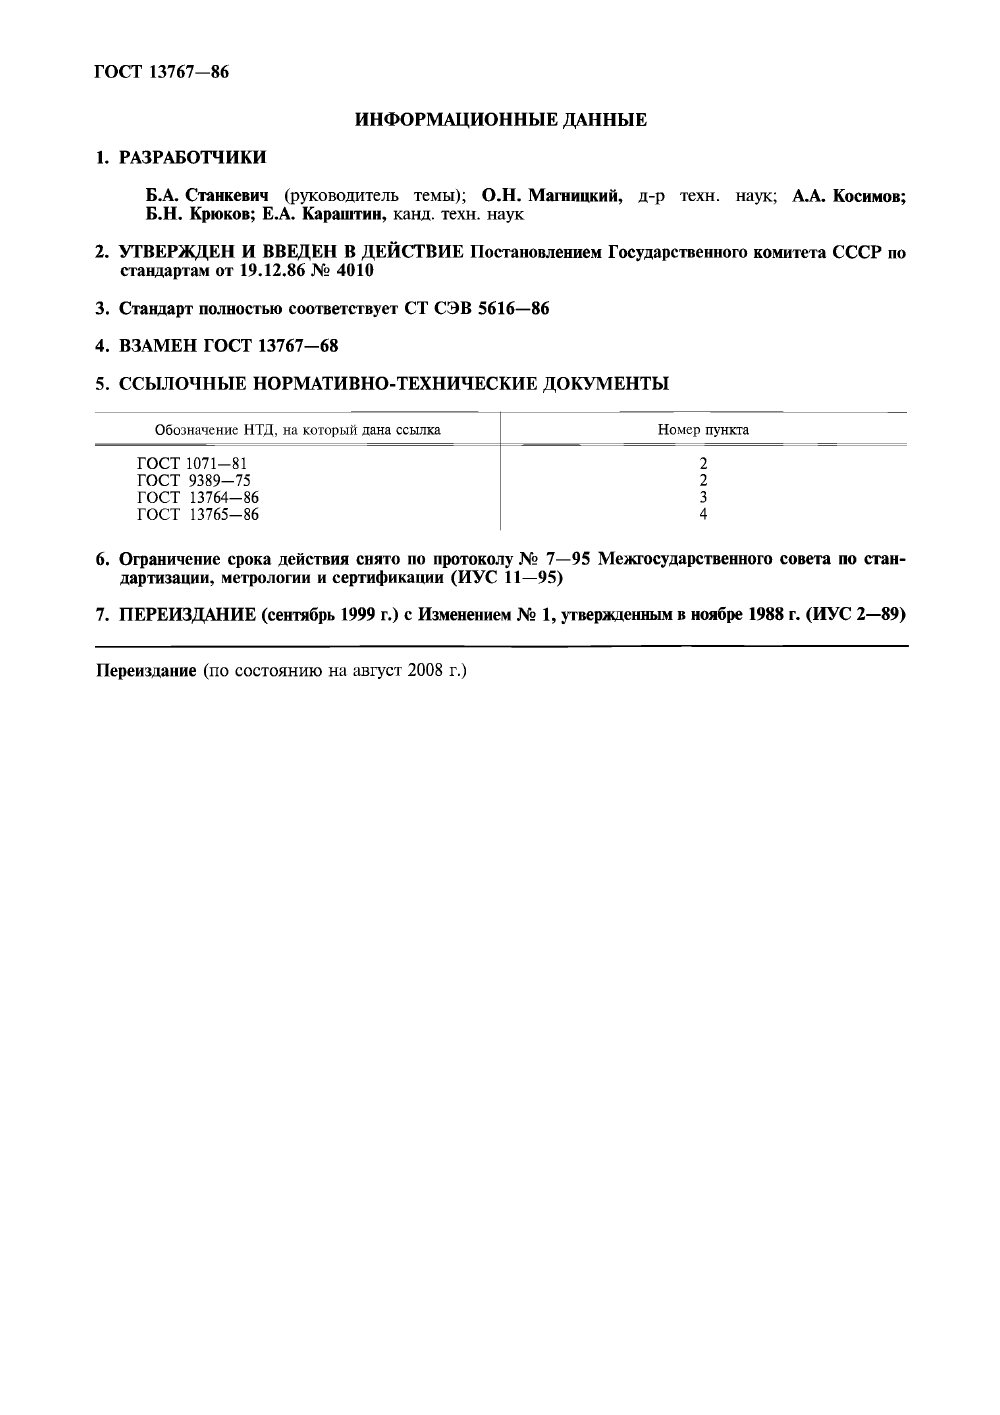 ГОСТ 13767—86
ИНФОРМАЦИОННЫЕ ДАННЫЕ
1. РАЗРАБОТЧИКИ
Б.А. Станкевич (руководитель темы); О.Н. Магницкий, д-р техн. наук; А.А. Косимов;
Б.Н. Крюков; Е.А. Караштин, канд. техн. наук
2. УТВЕРЖДЕН И ВВЕДЕН В ДЕЙСТВИЕ Постановлением Государственного комитета СССР по
стандартам от 19.12.86 № 4010
3. Стандарт полностью соответствует СТ СЭВ 5616—86
4. ВЗАМЕН ГОСТ 13767—68
5. ССЫЛОЧНЫЕ НОРМАТИВНО-ТЕХНИЧЕСКИЕ ДОКУМЕНТЫ
Обозначение НТД, на который дана ссылка Номер пункта
ГОСТ 1071—81 2
ГОСТ 9389—75 2
ГОСТ 13764—86 3
ГОСТ 13765—86 4
6. Ограничение срока действия снято по протоколу № 7—95 Межгосударственного совета по стан-
дартизации, метрологии и сертификации (ИУС 11—95)
7. ПЕРЕИЗДАНИЕ (сентябрь 1999 г.) с Изменением № 1, утвержденным в ноябре 1988 г. (ИУС 2—89)
Переиздание (по состоянию на август 2008 г.)